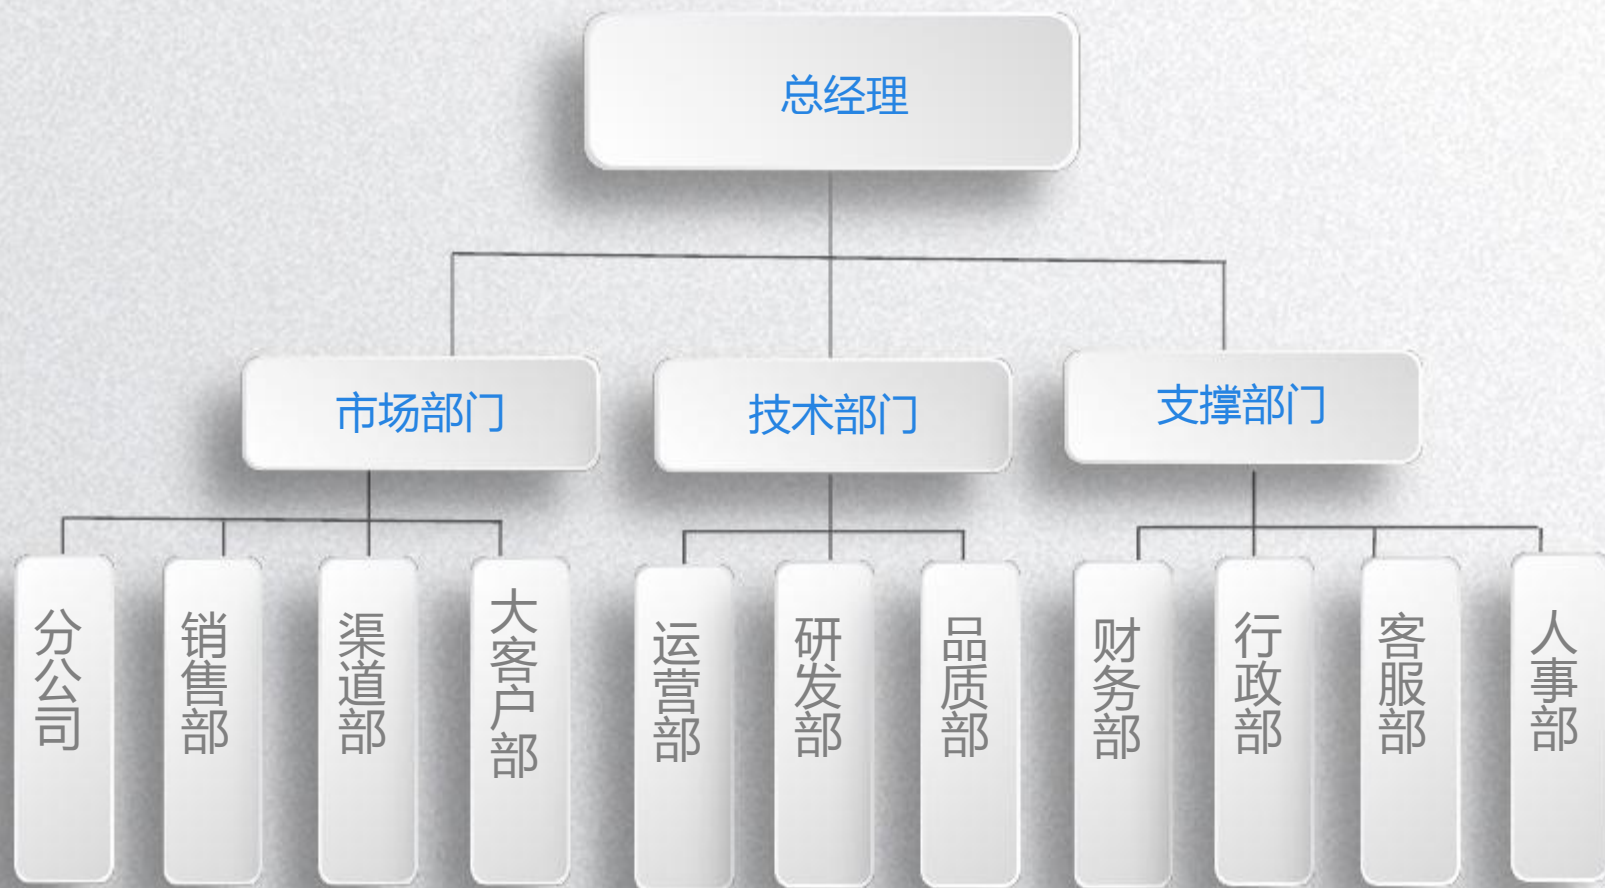 总经理
市场部门
技术部门
支撑部门
分公司
销售部
渠道部
大客户部
运营部
研发部
品质部
财务部
行政部
客服部
人事部